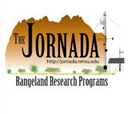 THE JORNADA
http://jornada.nmsu.edu
Rangeland Research Programs